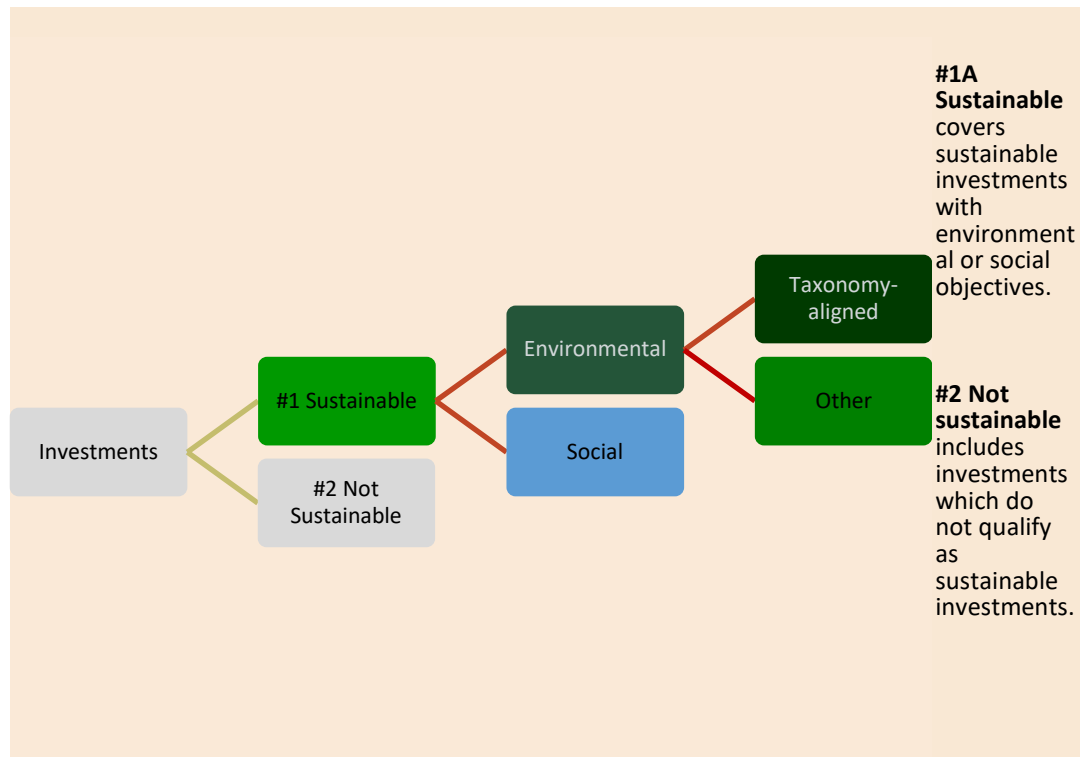 Investments
#1 Sustainable
#2 Not
Sustainable
Environmental
Social
Taxonomy-
aligned
Other
#1A
Sustainable
covers
sustainable
investments
with
environment
al or social
objectives.
#2 Not
sustainable
includes
investments
which do
not qualify
as
sustainable
investments.